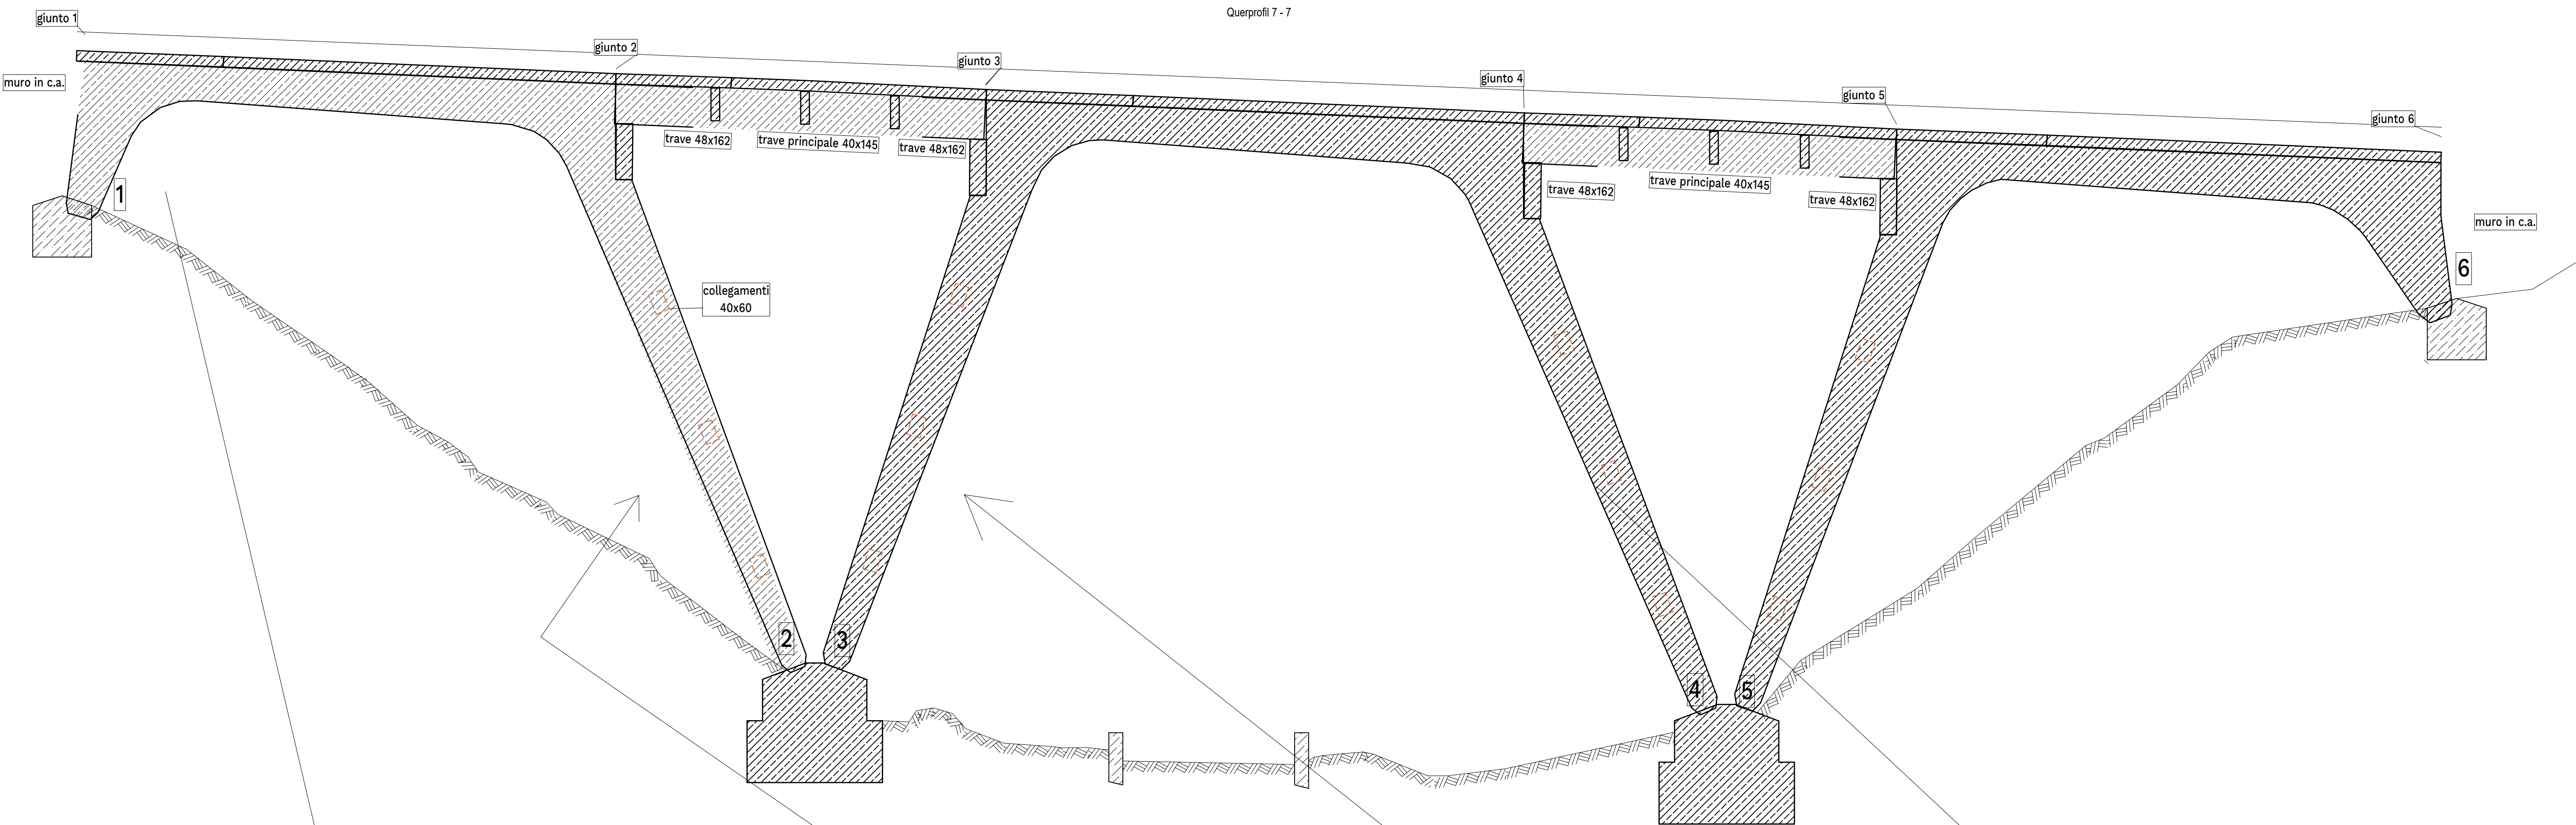 Querprofil 7 - 7
giunto 1
giunto 2
giunto 3
giunto 4
giunto 5
giunto 6
muro in c.a.
trave 48x162
trave principale 40x145
trave 48x162
trave 48x162
trave principale 40x145
trave 48x162
muro in c.a.
1
6
collegamenti
40x60
2
3
4
5